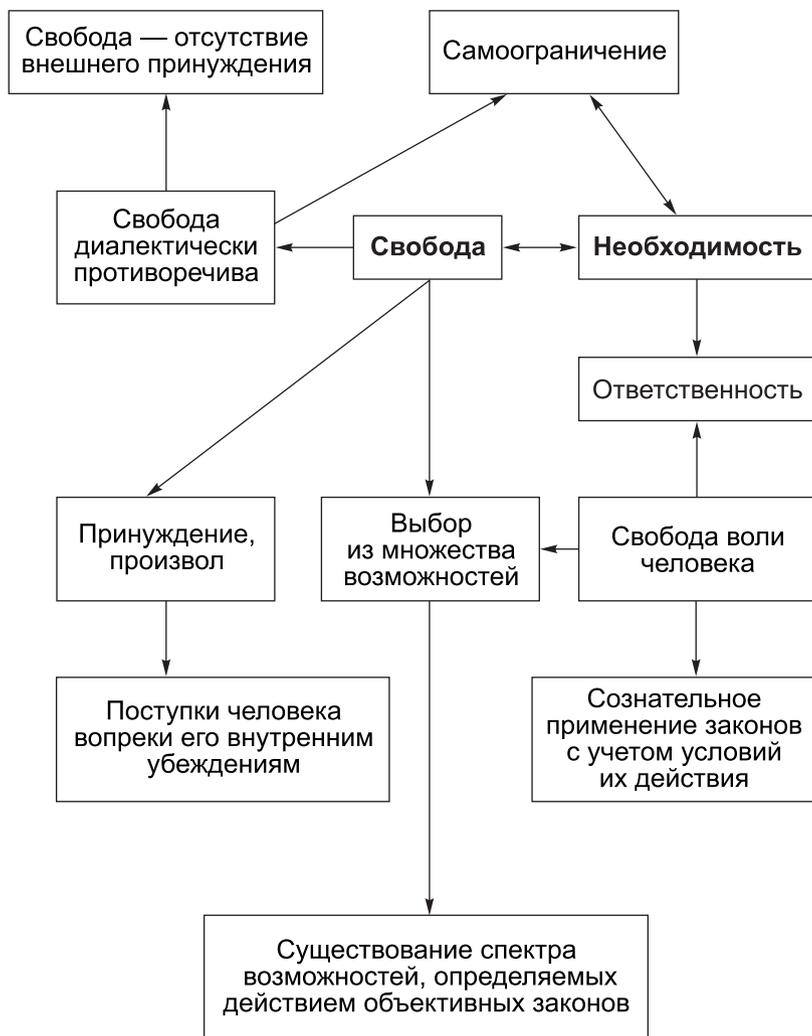 Свобода — отсутствие
внешнего принуждения
Самоограничение
Свобода
диалектически
противоречива
Свобода
Необходимость
Ответственность
Принуждение,
произвол
Выбор
из множества
возможностей
Свобода воли
человека
Поступки человека
вопреки его внутренним
убеждениям
Сознательное
применение законов
с учетом условий
их действия
Существование спектра
возможностей, определяемых
действием объективных законов